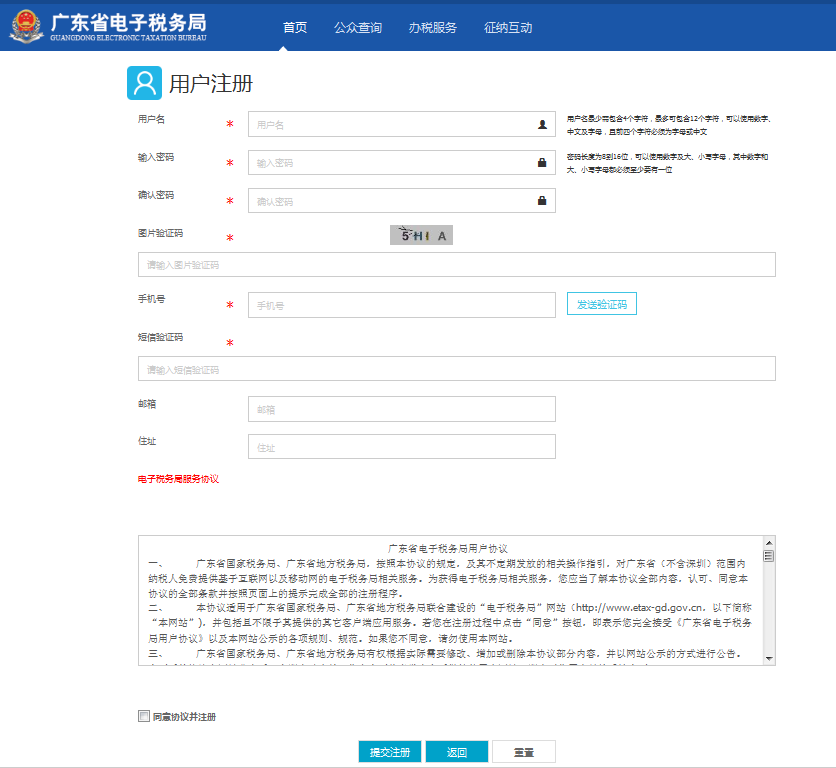 广东省电子税务局
GUANGDONG ELECTRONIC TAXATION BUREAU
首页 公众查询 办税服务 征纳互动
用户注册
用户名 * 用户名 用户名最少需包含4个字符，最多可包含12个字符，可以使用数字、
中文及字母，且前四个字符必须为字母或中文
输入密码 * 输入密码 密码长度为8到16位，可以使用数字及大、小写字母，其中数字和
大、小写字母都必须至少要有一位
确认密码 * 确认密码
图片验证码 *
请输入图片验证码
手机号 * 手机号 发送验证码
短信验证码 *
请输入短信验证码
邮箱 邮箱
住址 住址
电子税务局服务协议
广东省电子税务局用户协议
一、 广东省国家税务局、广东省地方税务局，按照本协议的规定，及其不定期发放的相关操作指引，对广东省（不含深圳）范围内
纳税人免费提供基于互联网以及移动网的电子税务局相关服务。为获得电子税务局相关服务，您应当了解本协议全部内容，认可、同意本
协议的全部条款并按照页面上的提示完成全部的注册程序。
二、 本协议适用于广东省国家税务局、广东省地方税务局联合建设的“电子税务局”网站（http://www.etax-gd.gov.cn，以下简称
“本网站”)，并包括且不限于其提供的其它客户端应用服务。若您在注册过程中点击“同意”按钮，即表示您完全接受《广东省电子税务
局用户协议》以及本网站公示的各项规则、规范。如果您不同意，请勿使用本网站。
三、 广东省国家税务局、广东省地方税务局有权根据实际需要修改、增加或删除本协议部分内容，并以网站公示的方式进行公告。
同意协议并注册
提交注册 返回 重置